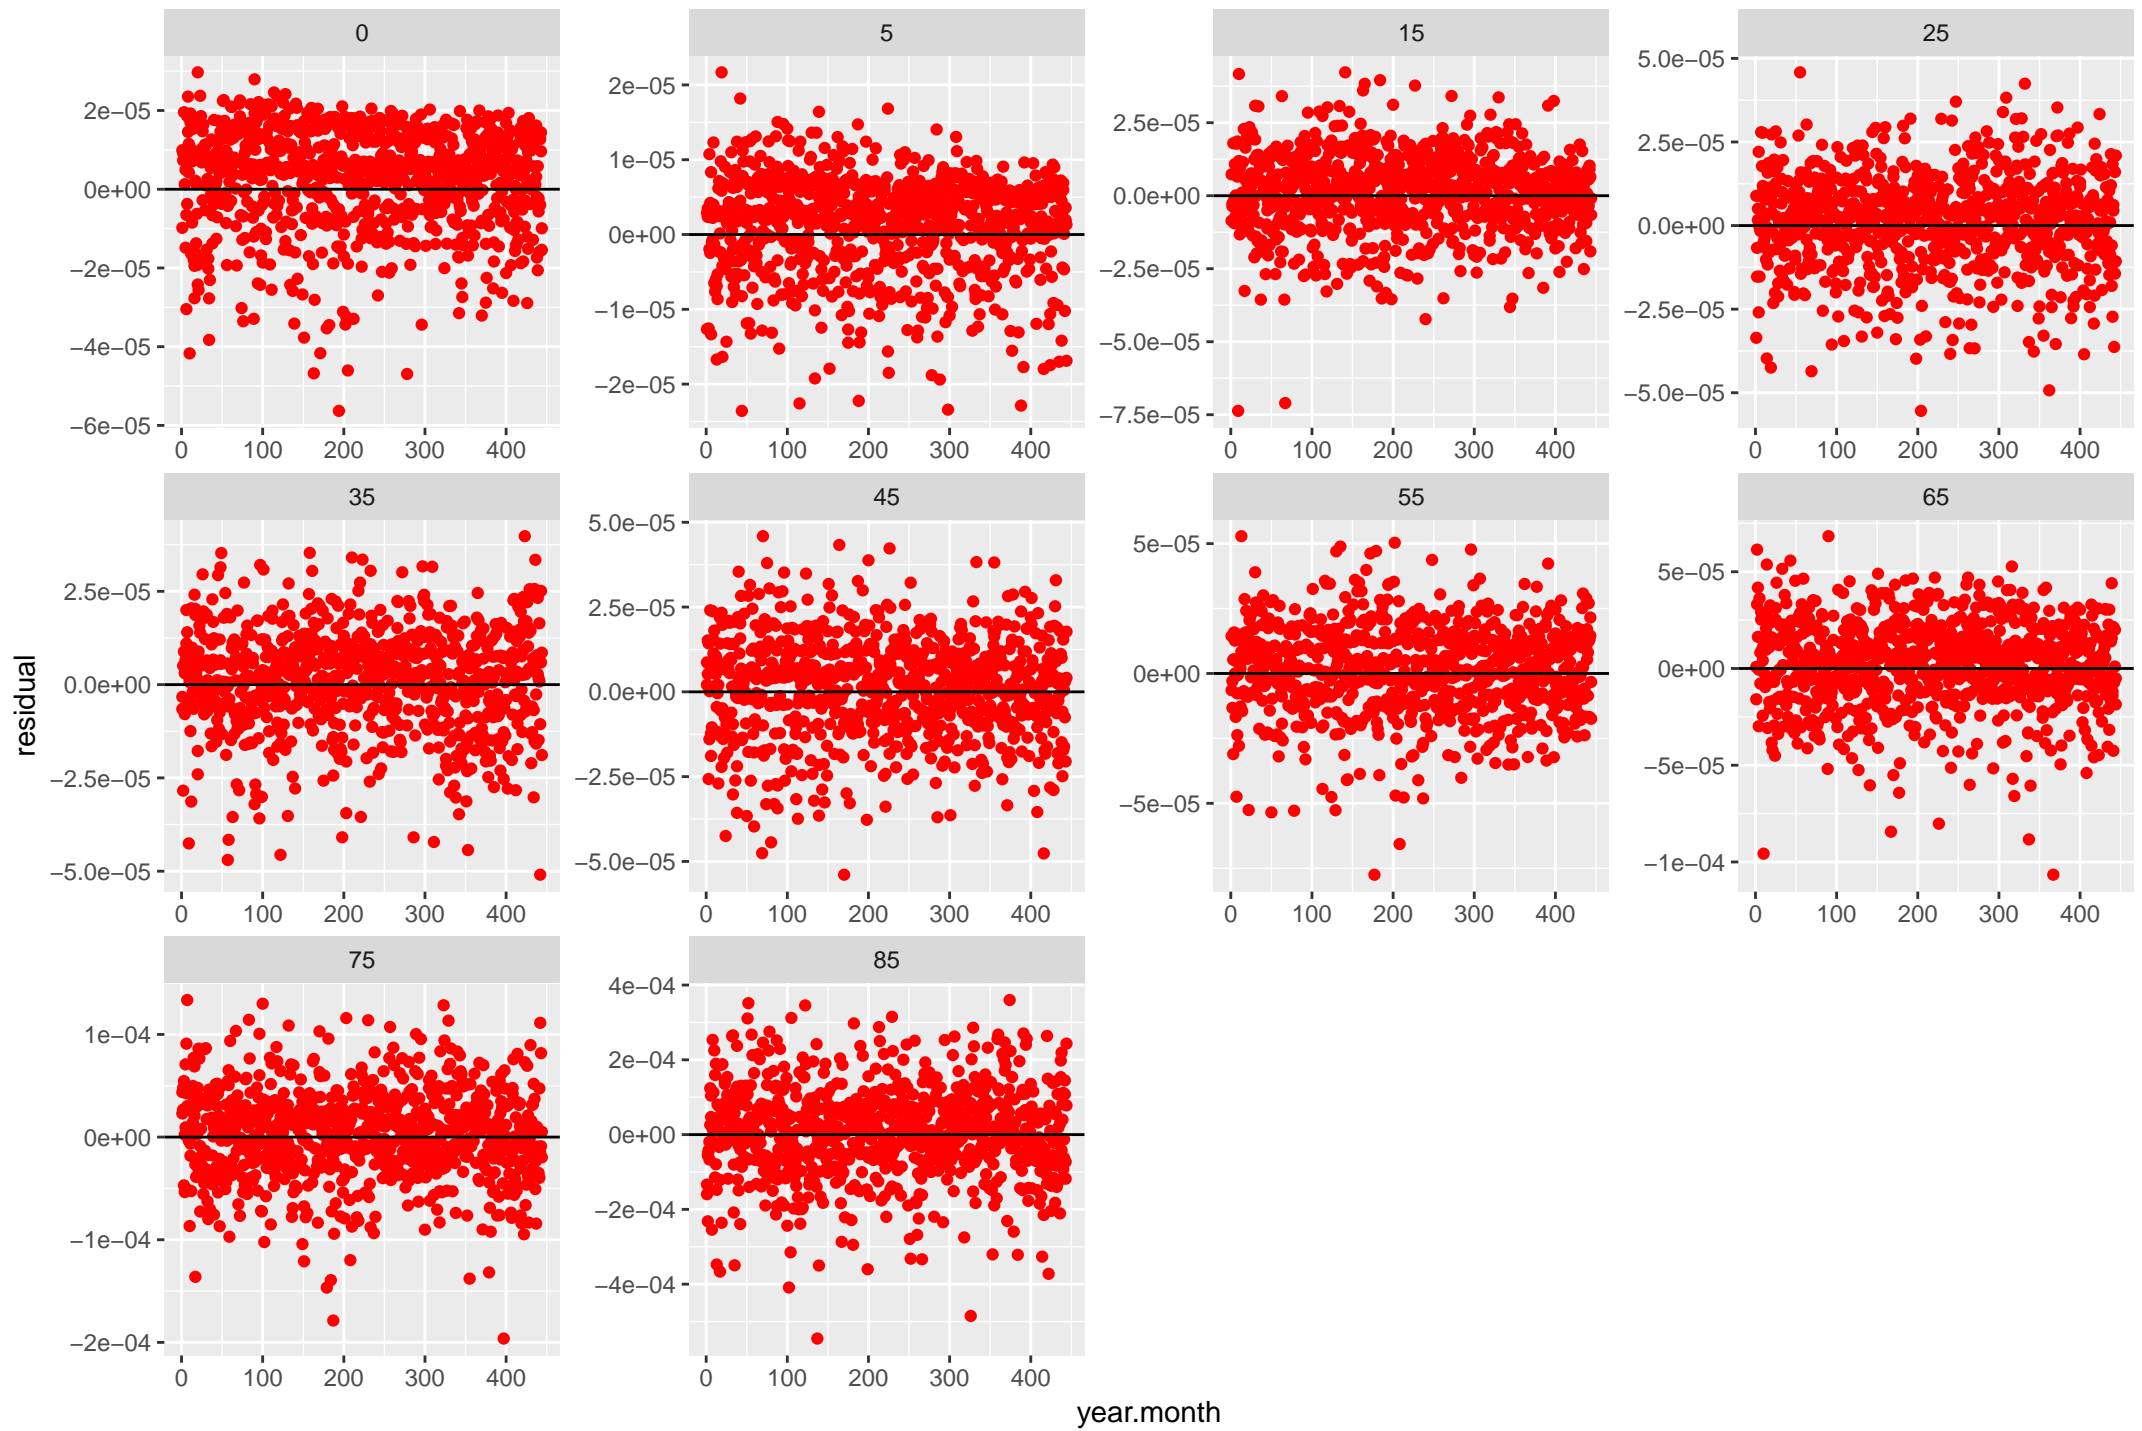 0 5 15 25
2e−05
0e+00
−2e−05
−4e−05
−6e−05
0 100 200 300 400
2e−05
1e−05
0e+00
−1e−05
−2e−05
0 100 200 300 400
2.5e−05
0.0e+00
−2.5e−05
−5.0e−05
−7.5e−05
0 100 200 300 400
5.0e−05
2.5e−05
0.0e+00
−2.5e−05
−5.0e−05
0 100 200 300 400
35 45 55 65
2.5e−05
0.0e+00
−2.5e−05
−5.0e−05
0 100 200 300 400
5.0e−05
2.5e−05
0.0e+00
−2.5e−05
−5.0e−05
0 100 200 300 400
5e−05
0e+00
−5e−05
0 100 200 300 400
5e−05
0e+00
−5e−05
−1e−04
0 100 200 300 400
75 85
1e−04
0e+00
−1e−04
−2e−04
0 100 200 300 400
4e−04
2e−04
0e+00
−2e−04
−4e−04
0 100 200 300 400
residual
year.month